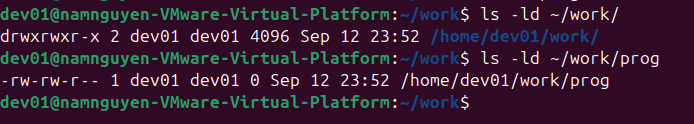 dev01@namnguyen-VMware-Virtual-Platform:~/work$ ls -ld ~/work/
drwxrwxr-x 2 dev01 dev01 4096 Sep 12 23:52 /home/dev01/work/
dev01@namnguyen-VMware-Virtual-Platform:~/work$ ls -ld ~/work/prog
-rw-rw-r-- 1 dev01 dev01 0 Sep 12 23:52 /home/dev01/work/prog
dev01@namnguyen-VMware-Virtual-Platform:~/work$